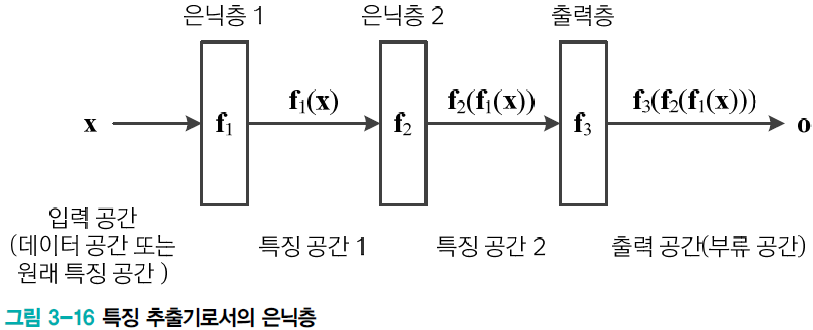 은닉층 1 은닉층 2 출력층
f₁(x) f₂(f₁(x)) f₃(f₂(f₁(x)))
x f₁ f₂ f₃ o
입력 공간
(데이터 공간 또는
원래 특징 공간 )
특징 공간 1 특징 공간 2 출력 공간(부류 공간)
그림 3-16 특징 추출기로서의 은닉층